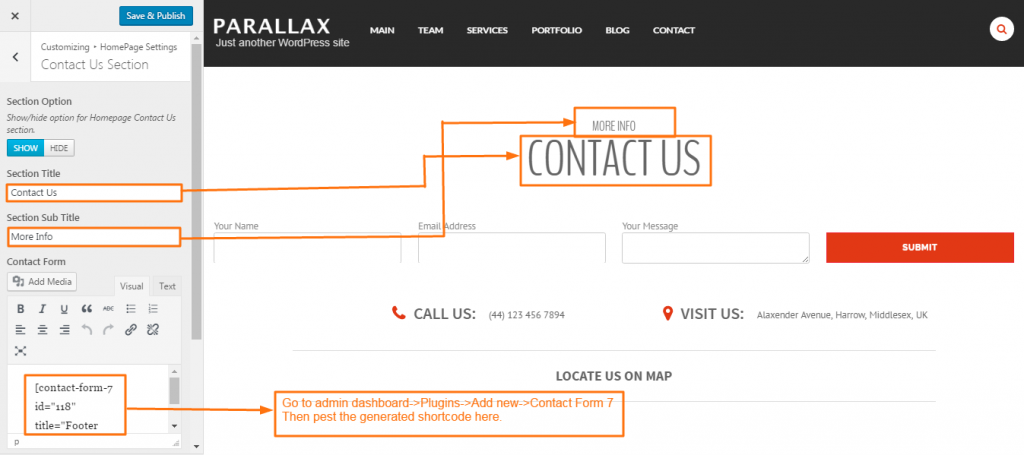 Save & Publish
Customizing • HomePage Settings
Contact Us Section
Section Option
Show/hide option for Homepage Contact Us
section.
SHOW HIDE
Section Title
Contact Us
Section Sub Title
More Info
Contact Form
Add Media
Visual Text
B I U ABC
[contact-form-7
id="118"
title="Footer
p
PARALLAX
Just another WordPress site
MAIN TEAM SERVICES PORTFOLIO BLOG CONTACT
MORE INFO
CONTACT US
Your Name Email Address Your Message
SUBMIT
CALL US: (44) 123 456 7894
VISIT US: Alaxender Avenue, Harrow, Middlesex, UK
LOCATE US ON MAP
Go to admin dashboard->Plugins->Add new->Contact Form 7
Then pest the generated shortcode here.